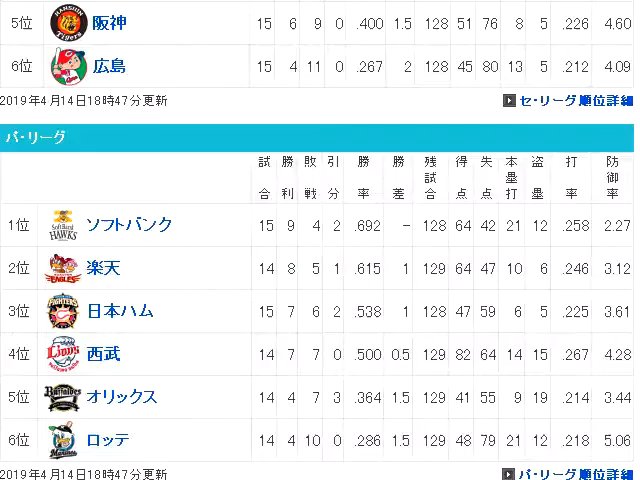 5位 阪神 15 6 9 0 .400 1.5 128 51 76 8 5 .226 4.60
6位 広島 15 4 11 0 .267 2 128 45 80 13 5 .212 4.09
2019年4月14日18時47分更新 セ・リーグ順位詳細
パ・リーグ
試合 勝利 敗戦 引分 勝率 勝差 残試合 得点 失点 本塁打 盗塁 打率 防御率
1位 SoftBank HAWKS ソフトバンク 15 9 4 2 .692 − 128 64 42 21 12 .258 2.27
2位 EAGLES 楽天 14 8 5 1 .615 1 129 64 47 10 6 .246 3.12
3位 FIGHTERS 日本ハム 15 7 6 2 .538 1 128 47 59 6 5 .225 3.61
4位 Lions 西武 14 7 7 0 .500 0.5 129 82 64 14 15 .267 4.28
5位 Buffaloes オリックス 14 4 7 3 .364 1.5 129 41 55 9 19 .214 3.44
6位 Marines ロッテ 14 4 10 0 .286 1.5 129 48 79 21 12 .218 5.06
2019年4月14日18時47分更新 パ・リーグ順位詳細